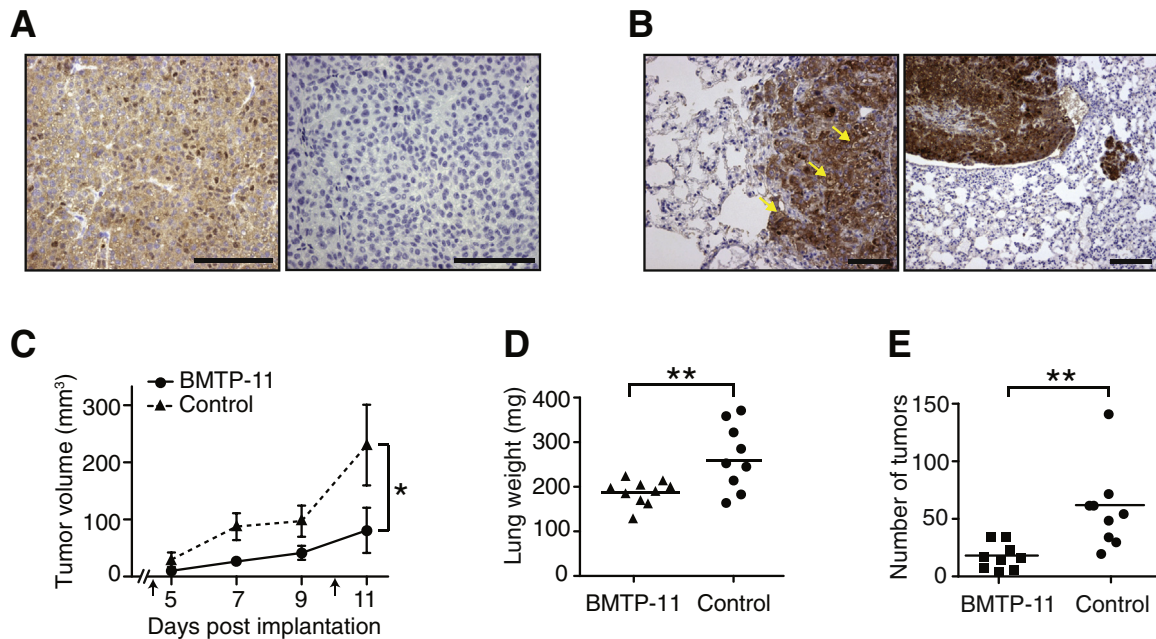 A
B
C
BMTP-11
Control
Tumor volume (mm³)
300
200
100
0
5
7
9
11
Days post implantation
*
D
**
Lung weight (mg)
400
300
200
100
0
BMTP-11
Control
E
**
Number of tumors
150
100
50
0
BMTP-11
Control